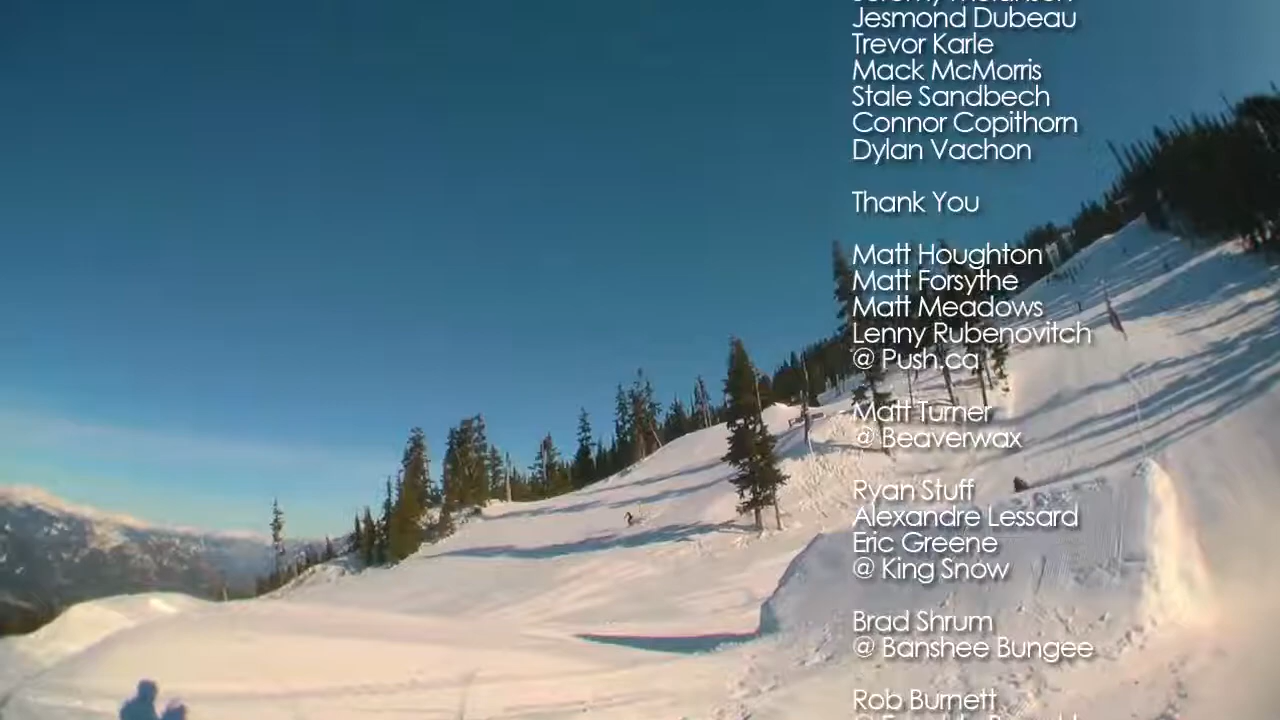 Jesmond Dubeau
Trevor Karle
Mack McMorris
Stale Sandbech
Connor Copithorn
Dylan Vachon
Thank You
Matt Houghton
Matt Forsythe
Matt Meadows
Lenny Rubenovitch
@ Push.ca
Matt Turner
@ Beaverwax
Ryan Stuff
Alexandre Lessard
Eric Greene
@ King Snow
Brad Shrum
@ Banshee Bungee
Rob Burnett